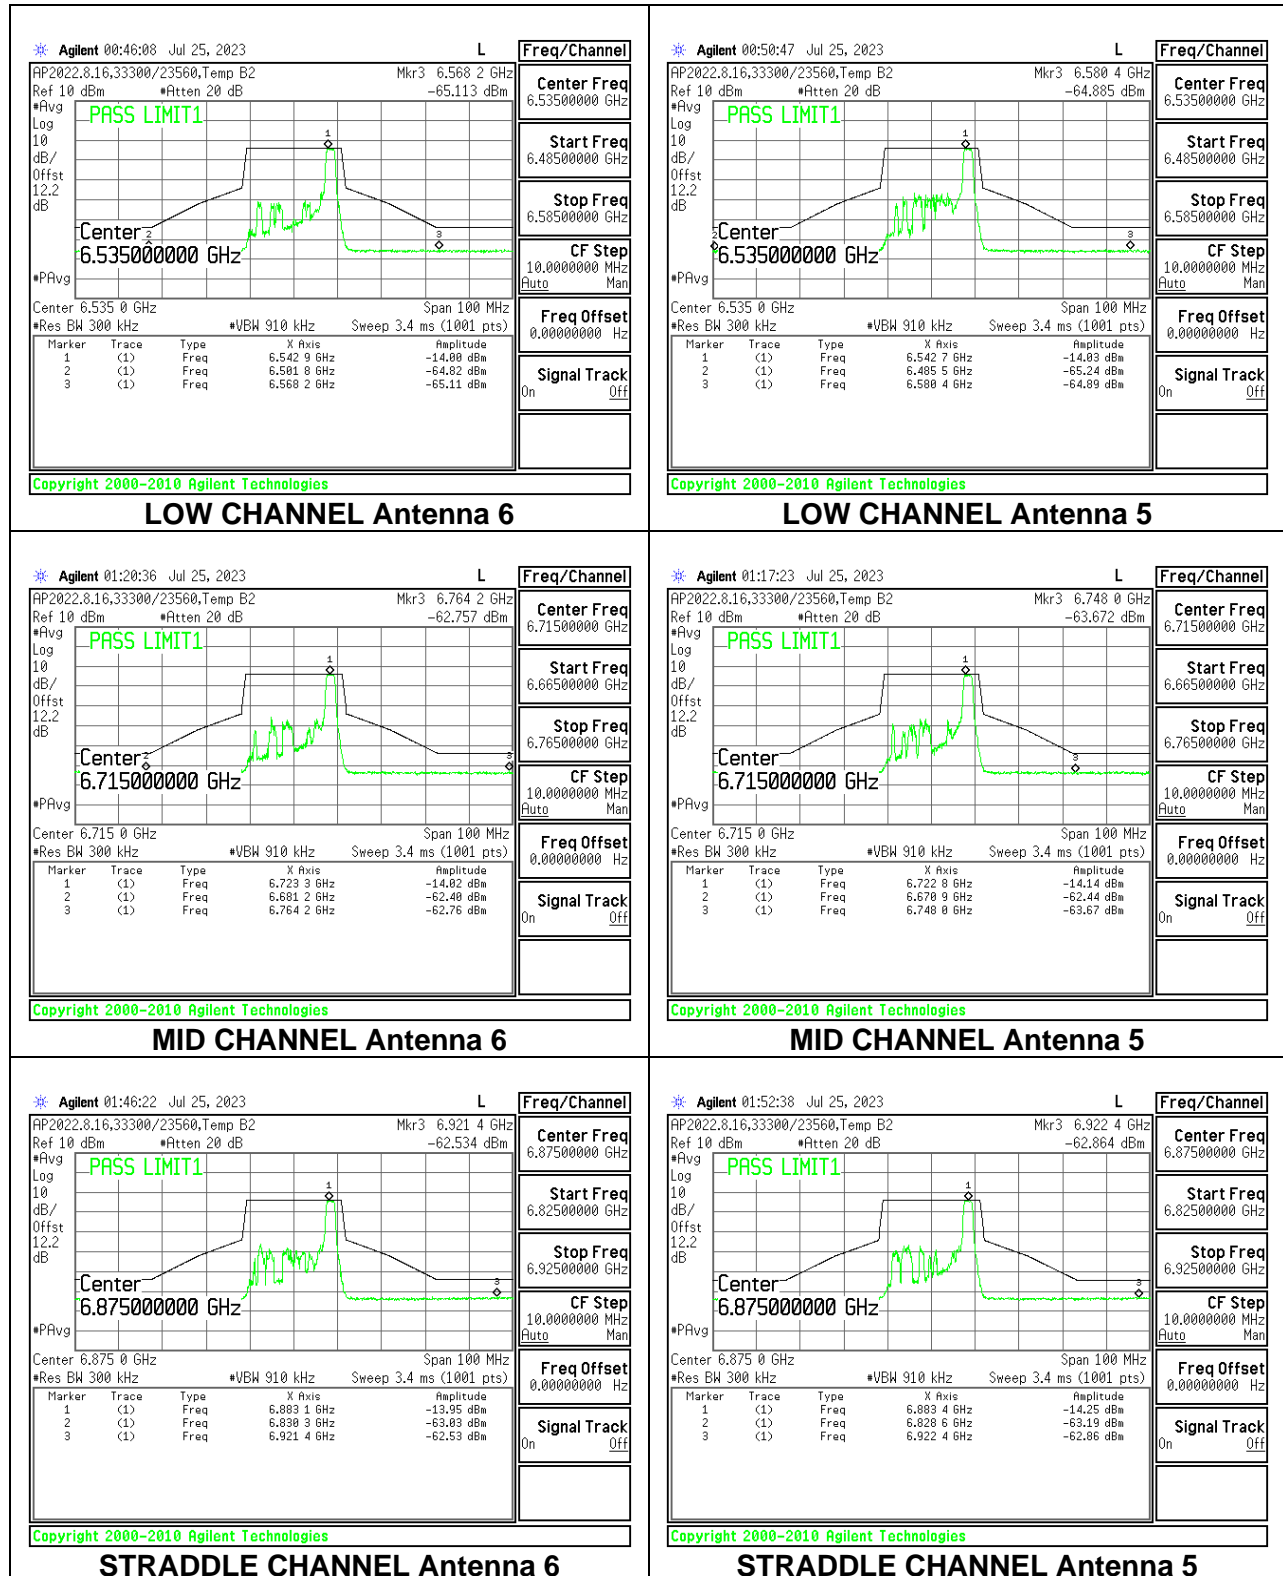 Agilent 00:46:08 Jul 25, 2023 L Freq/Channel
AP2022.8.16,33300/23560,Temp B2 Mkr3 6.568 2 GHz
Ref 10 dBm #Atten 20 dB -65.113 dBm
#Avg
Log
10
dB/
Offst
12.2
dB
#PAvg
PASS LIMIT1
1
2
3
Center
6.535000000 GHz
Center 6.535 0 GHz Span 100 MHz
#Res BW 300 kHz #VBW 910 kHz Sweep 3.4 ms (1001 pts)
Marker Trace Type X Axis Amplitude
1 (1) Freq 6.542 9 GHz -14.00 dBm
2 (1) Freq 6.501 8 GHz -64.82 dBm
3 (1) Freq 6.568 2 GHz -65.11 dBm
Center Freq
6.53500000 GHz
Start Freq
6.48500000 GHz
Stop Freq
6.58500000 GHz
CF Step
10.0000000 MHz
Auto Man
Freq Offset
0.00000000 Hz
Signal Track
On Off
Copyright 2000-2010 Agilent Technologies
LOW CHANNEL Antenna 6
Agilent 00:50:47 Jul 25, 2023 L Freq/Channel
AP2022.8.16,33300/23560,Temp B2 Mkr3 6.580 4 GHz
Ref 10 dBm #Atten 20 dB -64.885 dBm
#Avg
Log
10
dB/
Offst
12.2
dB
#PAvg
PASS LIMIT1
1
2
3
Center
6.535000000 GHz
Center 6.535 0 GHz Span 100 MHz
#Res BW 300 kHz #VBW 910 kHz Sweep 3.4 ms (1001 pts)
Marker Trace Type X Axis Amplitude
1 (1) Freq 6.542 7 GHz -14.03 dBm
2 (1) Freq 6.485 5 GHz -65.24 dBm
3 (1) Freq 6.580 4 GHz -64.89 dBm
Center Freq
6.53500000 GHz
Start Freq
6.48500000 GHz
Stop Freq
6.58500000 GHz
CF Step
10.0000000 MHz
Auto Man
Freq Offset
0.00000000 Hz
Signal Track
On Off
Copyright 2000-2010 Agilent Technologies
LOW CHANNEL Antenna 5
Agilent 01:20:36 Jul 25, 2023 L Freq/Channel
AP2022.8.16,33300/23560,Temp B2 Mkr3 6.764 2 GHz
Ref 10 dBm #Atten 20 dB -62.757 dBm
#Avg
Log
10
dB/
Offst
12.2
dB
#PAvg
PASS LIMIT1
1
2
3
Center
6.715000000 GHz
Center 6.715 0 GHz Span 100 MHz
#Res BW 300 kHz #VBW 910 kHz Sweep 3.4 ms (1001 pts)
Marker Trace Type X Axis Amplitude
1 (1) Freq 6.723 3 GHz -14.02 dBm
2 (1) Freq 6.681 2 GHz -62.40 dBm
3 (1) Freq 6.764 2 GHz -62.76 dBm
Center Freq
6.71500000 GHz
Start Freq
6.66500000 GHz
Stop Freq
6.76500000 GHz
CF Step
10.0000000 MHz
Auto Man
Freq Offset
0.00000000 Hz
Signal Track
On Off
Copyright 2000-2010 Agilent Technologies
MID CHANNEL Antenna 6
Agilent 01:17:23 Jul 25, 2023 L Freq/Channel
AP2022.8.16,33300/23560,Temp B2 Mkr3 6.748 0 GHz
Ref 10 dBm #Atten 20 dB -63.672 dBm
#Avg
Log
10
dB/
Offst
12.2
dB
#PAvg
PASS LIMIT1
1
3
Center
6.715000000 GHz
Center 6.715 0 GHz Span 100 MHz
#Res BW 300 kHz #VBW 910 kHz Sweep 3.4 ms (1001 pts)
Marker Trace Type X Axis Amplitude
1 (1) Freq 6.722 8 GHz -14.14 dBm
2 (1) Freq 6.670 9 GHz -62.44 dBm
3 (1) Freq 6.748 0 GHz -63.67 dBm
Center Freq
6.71500000 GHz
Start Freq
6.66500000 GHz
Stop Freq
6.76500000 GHz
CF Step
10.0000000 MHz
Auto Man
Freq Offset
0.00000000 Hz
Signal Track
On Off
Copyright 2000-2010 Agilent Technologies
MID CHANNEL Antenna 5
Agilent 01:46:22 Jul 25, 2023 L Freq/Channel
AP2022.8.16,33300/23560,Temp B2 Mkr3 6.921 4 GHz
Ref 10 dBm #Atten 20 dB -62.534 dBm
#Avg
Log
10
dB/
Offst
12.2
dB
#PAvg
PASS LIMIT1
1
3
Center
6.875000000 GHz
Center 6.875 0 GHz Span 100 MHz
#Res BW 300 kHz #VBW 910 kHz Sweep 3.4 ms (1001 pts)
Marker Trace Type X Axis Amplitude
1 (1) Freq 6.883 1 GHz -13.95 dBm
2 (1) Freq 6.830 3 GHz -63.03 dBm
3 (1) Freq 6.921 4 GHz -62.53 dBm
Center Freq
6.87500000 GHz
Start Freq
6.82500000 GHz
Stop Freq
6.92500000 GHz
CF Step
10.0000000 MHz
Auto Man
Freq Offset
0.00000000 Hz
Signal Track
On Off
Copyright 2000-2010 Agilent Technologies
STRADDLE CHANNEL Antenna 6
Agilent 01:52:38 Jul 25, 2023 L Freq/Channel
AP2022.8.16,33300/23560,Temp B2 Mkr3 6.922 4 GHz
Ref 10 dBm #Atten 20 dB -62.864 dBm
#Avg
Log
10
dB/
Offst
12.2
dB
#PAvg
PASS LIMIT1
1
3
Center
6.875000000 GHz
Center 6.875 0 GHz Span 100 MHz
#Res BW 300 kHz #VBW 910 kHz Sweep 3.4 ms (1001 pts)
Marker Trace Type X Axis Amplitude
1 (1) Freq 6.883 4 GHz -14.25 dBm
2 (1) Freq 6.828 6 GHz -63.19 dBm
3 (1) Freq 6.922 4 GHz -62.86 dBm
Center Freq
6.87500000 GHz
Start Freq
6.82500000 GHz
Stop Freq
6.92500000 GHz
CF Step
10.0000000 MHz
Auto Man
Freq Offset
0.00000000 Hz
Signal Track
On Off
Copyright 2000-2010 Agilent Technologies
STRADDLE CHANNEL Antenna 5